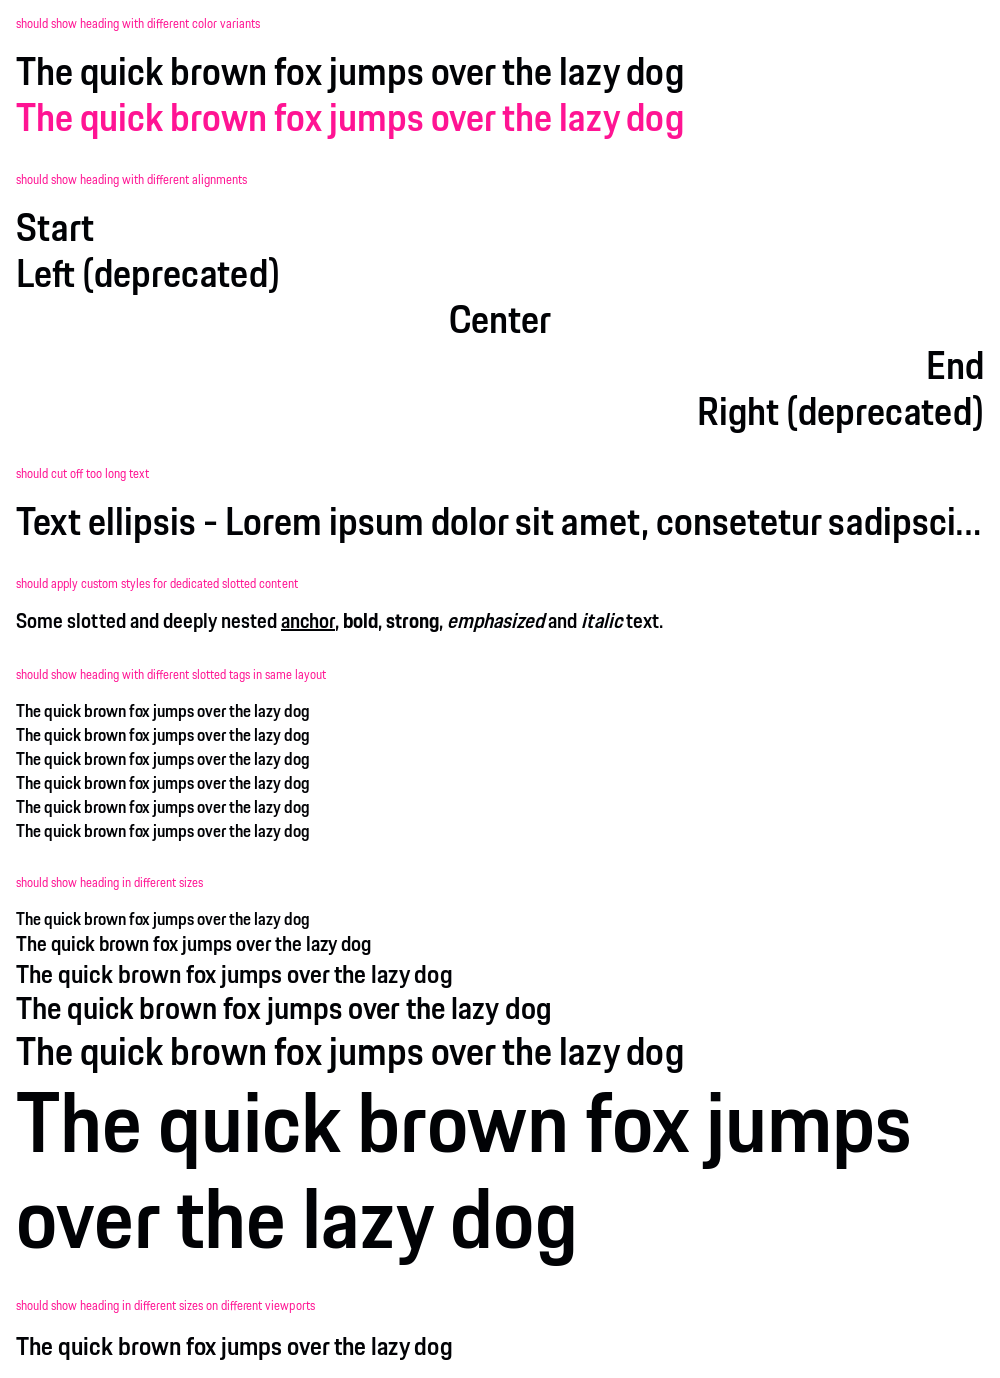 should show heading with different color variants
The quick brown fox jumps over the lazy dog
The quick brown fox jumps over the lazy dog
should show heading with different alignments
Start
Left (deprecated)
Center
End
Right (deprecated)
should cut off too long text
Text ellipsis - Lorem ipsum dolor sit amet, consetetur sadipsci...
should apply custom styles for dedicated slotted content
Some slotted and deeply nested anchor, bold, strong, emphasized and italic text.
should show heading with different slotted tags in same layout
The quick brown fox jumps over the lazy dog
The quick brown fox jumps over the lazy dog
The quick brown fox jumps over the lazy dog
The quick brown fox jumps over the lazy dog
The quick brown fox jumps over the lazy dog
The quick brown fox jumps over the lazy dog
should show heading in different sizes
The quick brown fox jumps over the lazy dog
The quick brown fox jumps over the lazy dog
The quick brown fox jumps over the lazy dog
The quick brown fox jumps over the lazy dog
The quick brown fox jumps over the lazy dog
The quick brown fox jumps
over the lazy dog
should show heading in different sizes on different viewports
The quick brown fox jumps over the lazy dog